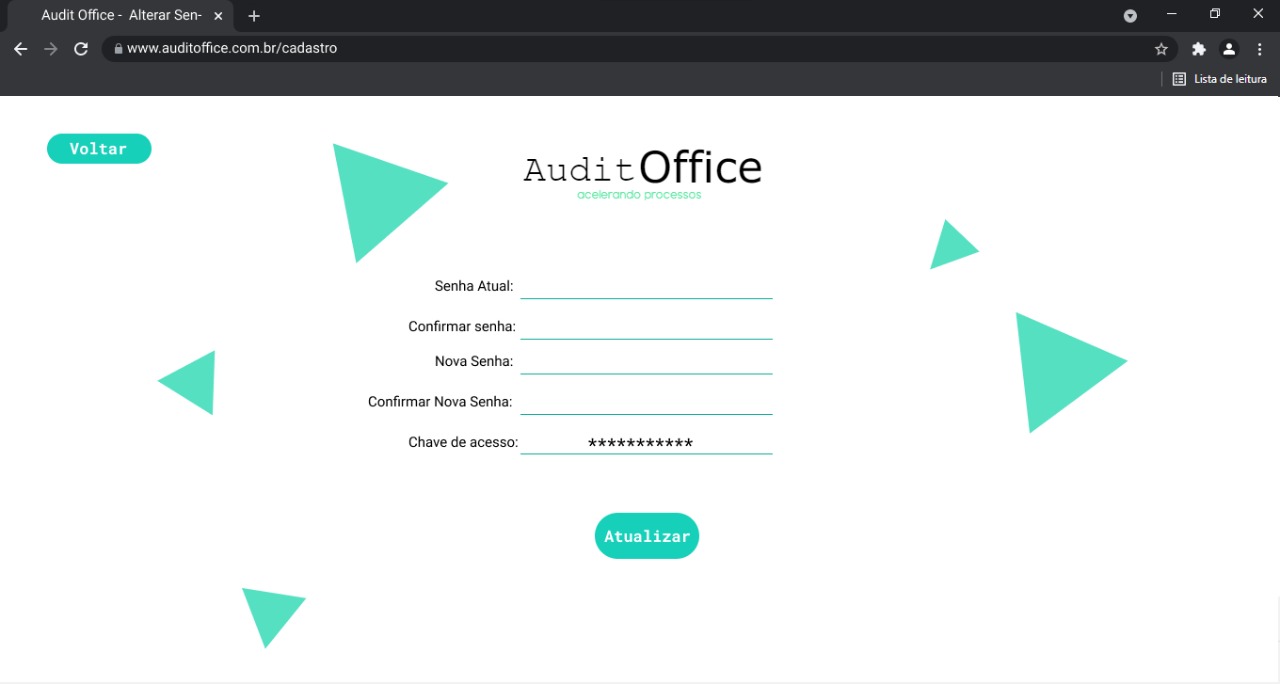 Audit Office -  Alterar Sen-
www.auditoffice.com.br/cadastro
Lista de leitura
Voltar
Audit Office
acelerando processos
Senha Atual:
Confirmar senha:
Nova Senha:
Confirmar Nova Senha:
Chave de acesso: ***********
Atualizar